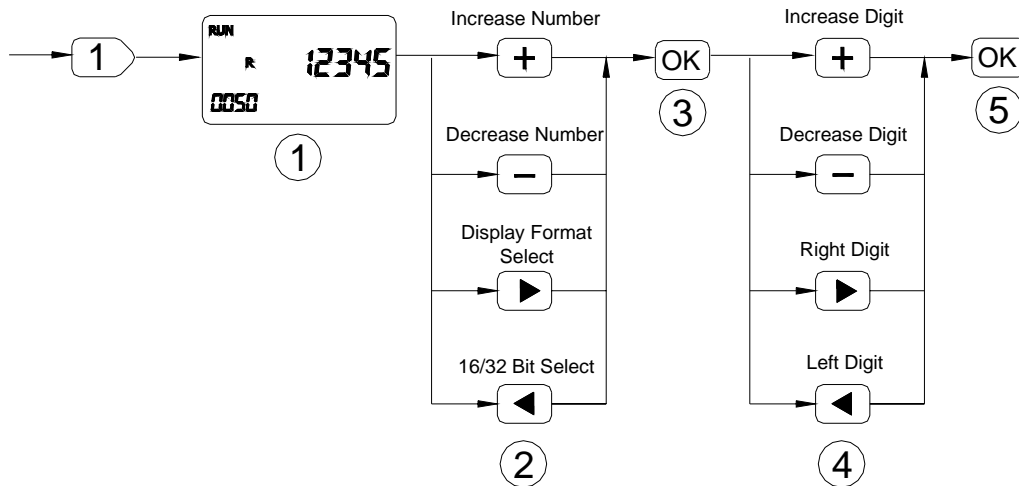 1
RUN
R
12345
0050
1
Increase Number
+
Decrease Number
−
Display Format
Select
16/32 Bit Select
2
OK
3
Increase Digit
+
Decrease Digit
−
Right Digit
Left Digit
4
OK
5